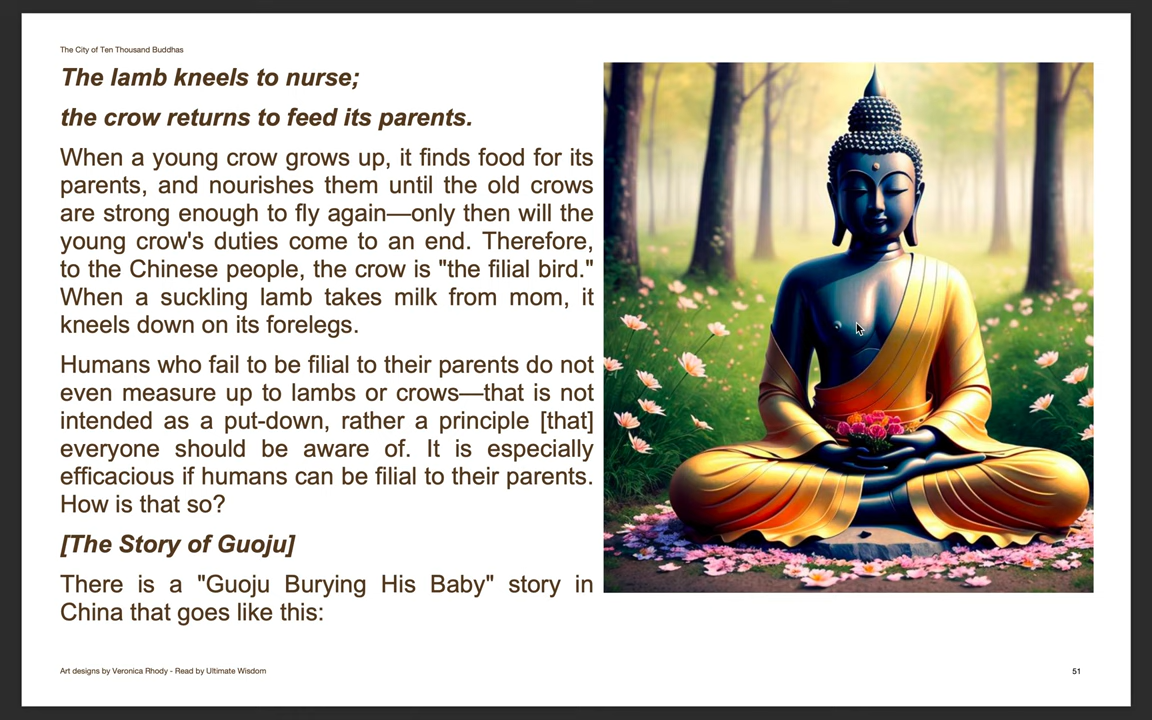 The City of Ten Thousand Buddhas
The lamb kneels to nurse;
the crow returns to feed its parents.
When a young crow grows up, it finds food for its
parents, and nourishes them until the old crows
are strong enough to fly again—only then will the
young crow's duties come to an end. Therefore,
to the Chinese people, the crow is "the filial bird."
When a suckling lamb takes milk from mom, it
kneels down on its forelegs.
Humans who fail to be filial to their parents do not
even measure up to lambs or crows—that is not
intended as a put-down, rather a principle [that]
everyone should be aware of. It is especially
efficacious if humans can be filial to their parents.
How is that so?
[The Story of Guoju]
There is a "Guoju Burying His Baby" story in
China that goes like this:
Art designs by Veronica Rhody - Read by Ultimate Wisdom
51